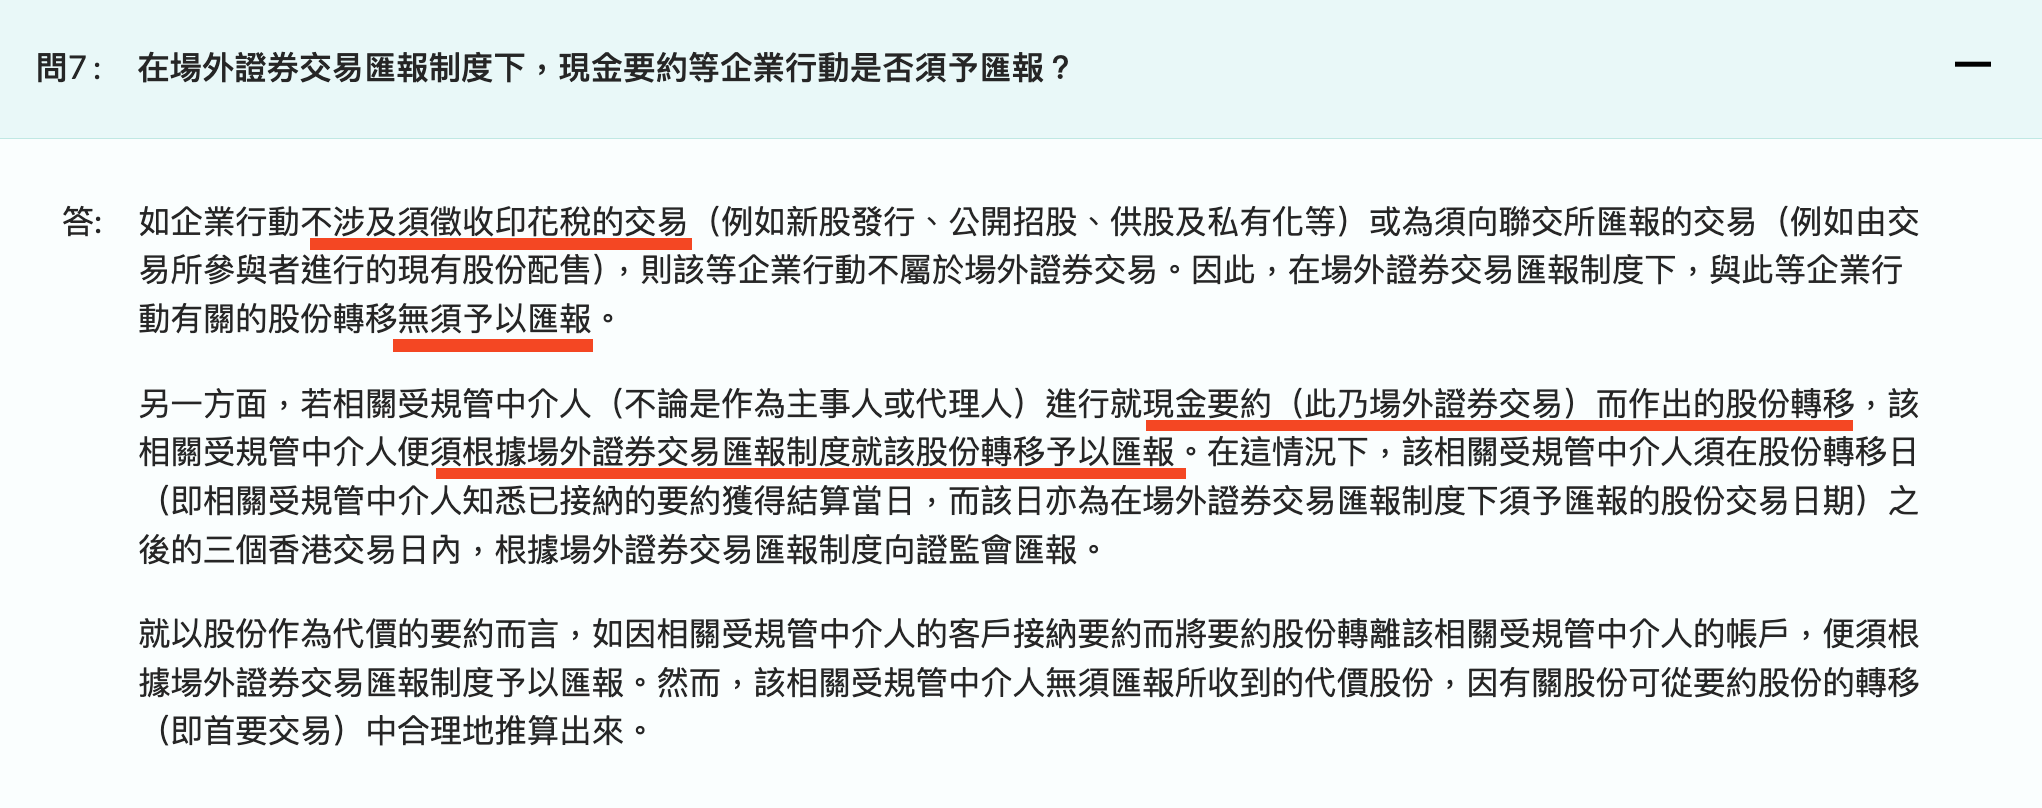 問7： 在場外證券交易匯報制度下，現金要約等企業行動是否須予匯報？
答: 如企業行動不涉及須徵收印花稅的交易（例如新股發行、公開招股、供股及私有化等）或為須向聯交所匯報的交易（例如由交
易所參與者進行的現有股份配售），則該等企業行動不屬於場外證券交易。因此，在場外證券交易匯報制度下，與此等企業行
動有關的股份轉移無須予以匯報。
另一方面，若相關受規管中介人（不論是作為主事人或代理人）進行就現金要約（此乃場外證券交易）而作出的股份轉移，該
相關受規管中介人便須根據場外證券交易匯報制度就該股份轉移予以匯報。在這情況下，該相關受規管中介人須在股份轉移日
（即相關受規管中介人知悉已接納的要約獲得結算當日，而該日亦為在場外證券交易匯報制度下須予匯報的股份交易日期）之
後的三個香港交易日內，根據場外證券交易匯報制度向證監會匯報。
就以股份作為代價的要約而言，如因相關受規管中介人的客戶接納要約而將要約股份轉離該相關受規管中介人的帳戶，便須根
據場外證券交易匯報制度予以匯報。然而，該相關受規管中介人無須匯報所收到的代價股份，因有關股份可從要約股份的轉移
（即首要交易）中合理地推算出來。